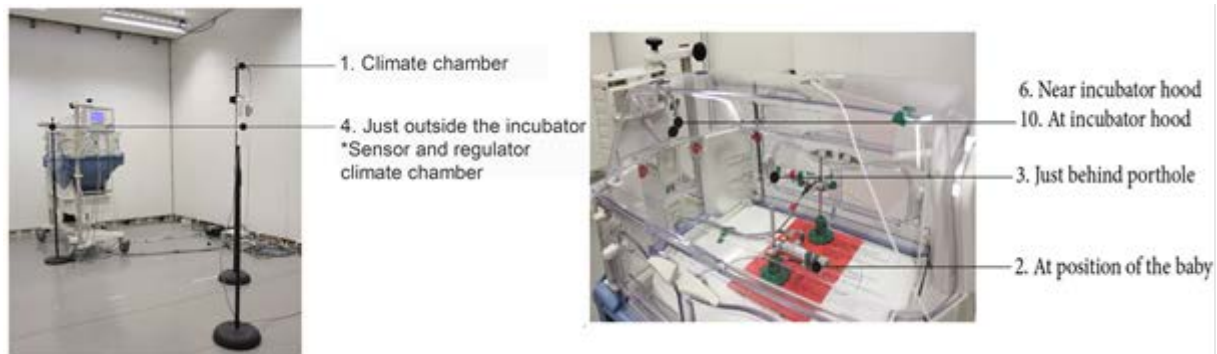 1. Climate chamber
4. Just outside the incubator
*Sensor and regulator
climate chamber
6. Near incubator hood
10. At incubator hood
3. Just behind porthole
2. At position of the baby